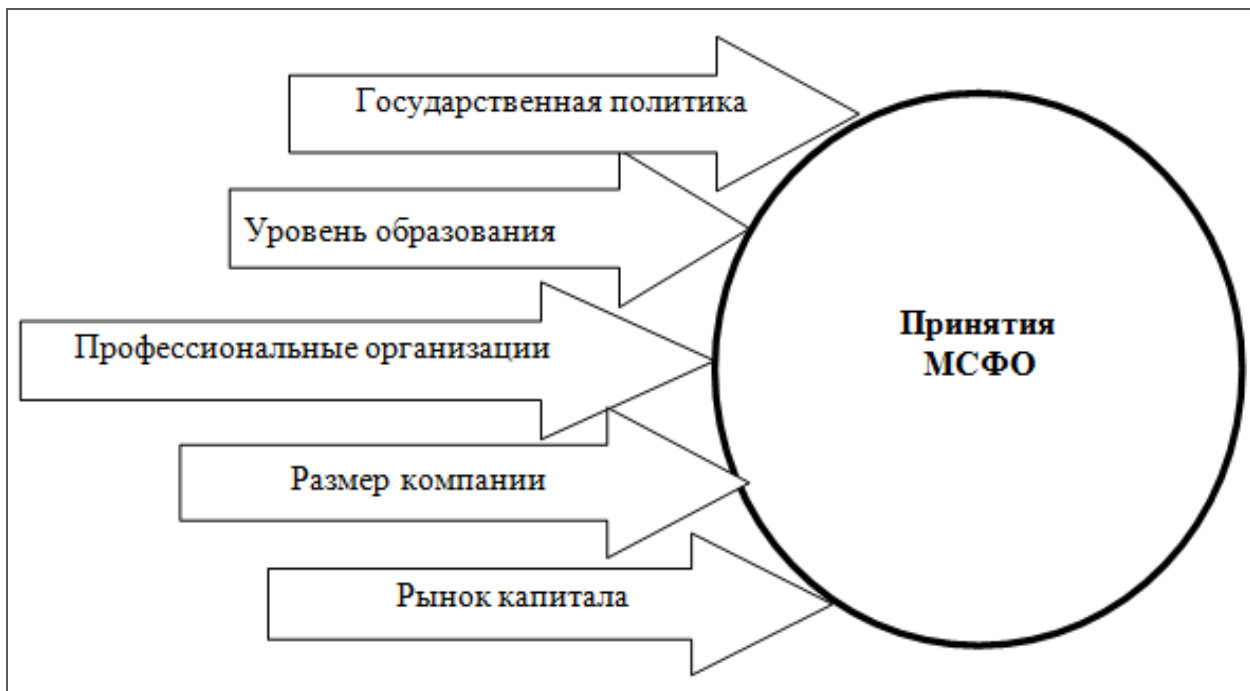 Государственная политика
Уровень образования
Профессиональные организации
Принятия
МСФО
Размер компании
Рынок капитала